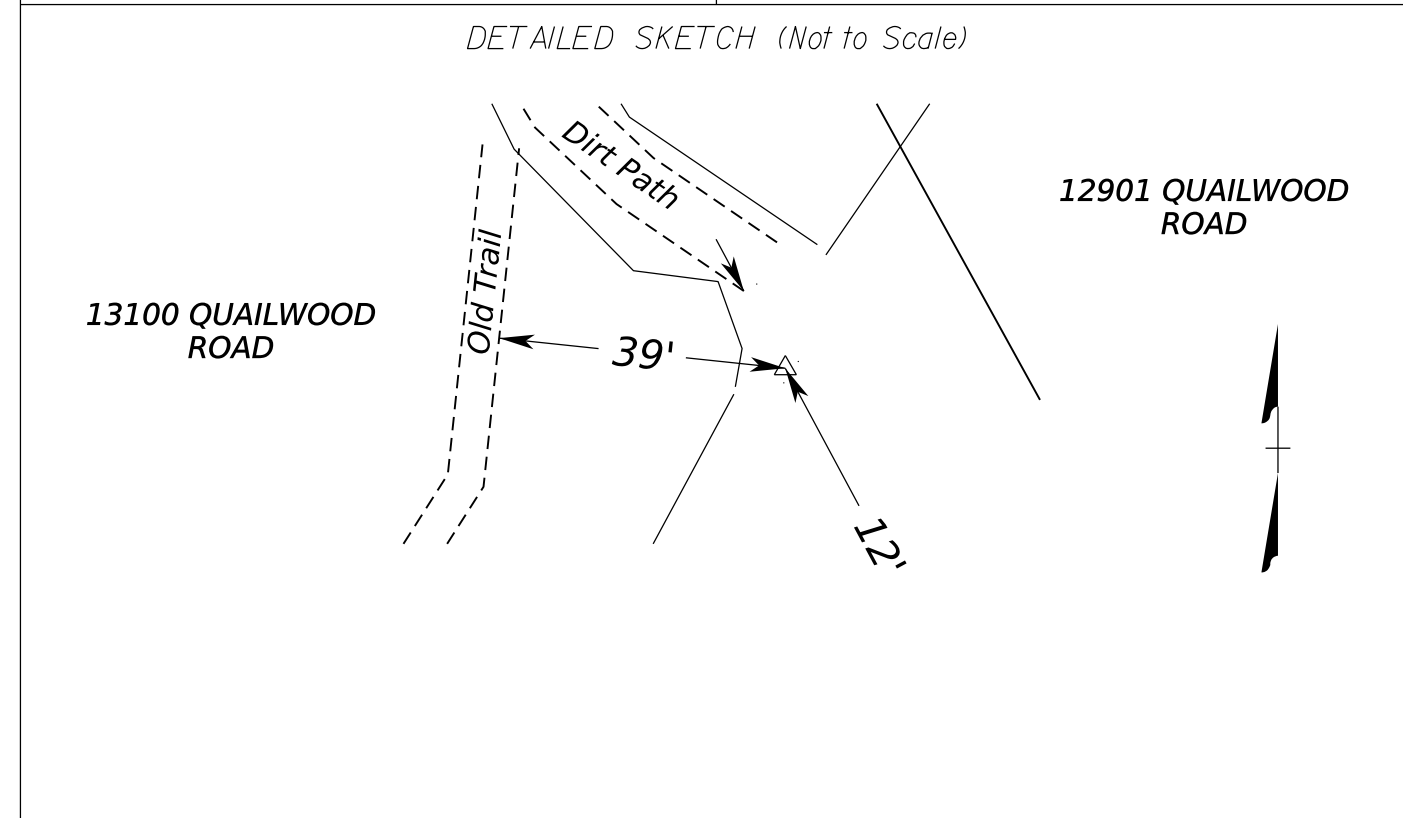 DETAILED SKETCH (Not to Scale)
Dirt Path
12901 QUAILWOOD
ROAD
Old Trail
13100 QUAILWOOD
ROAD
39'
12'